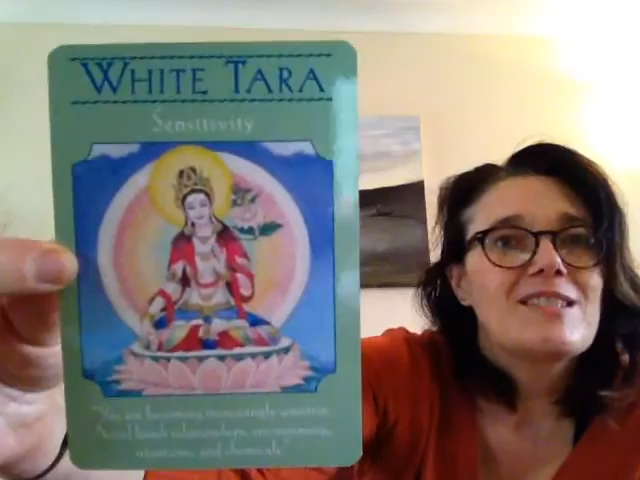 WHITE TARA
Sensitivity
"You are becoming increasingly sensitive.
Avoid harsh relationships, environments,
situations, and chemicals."